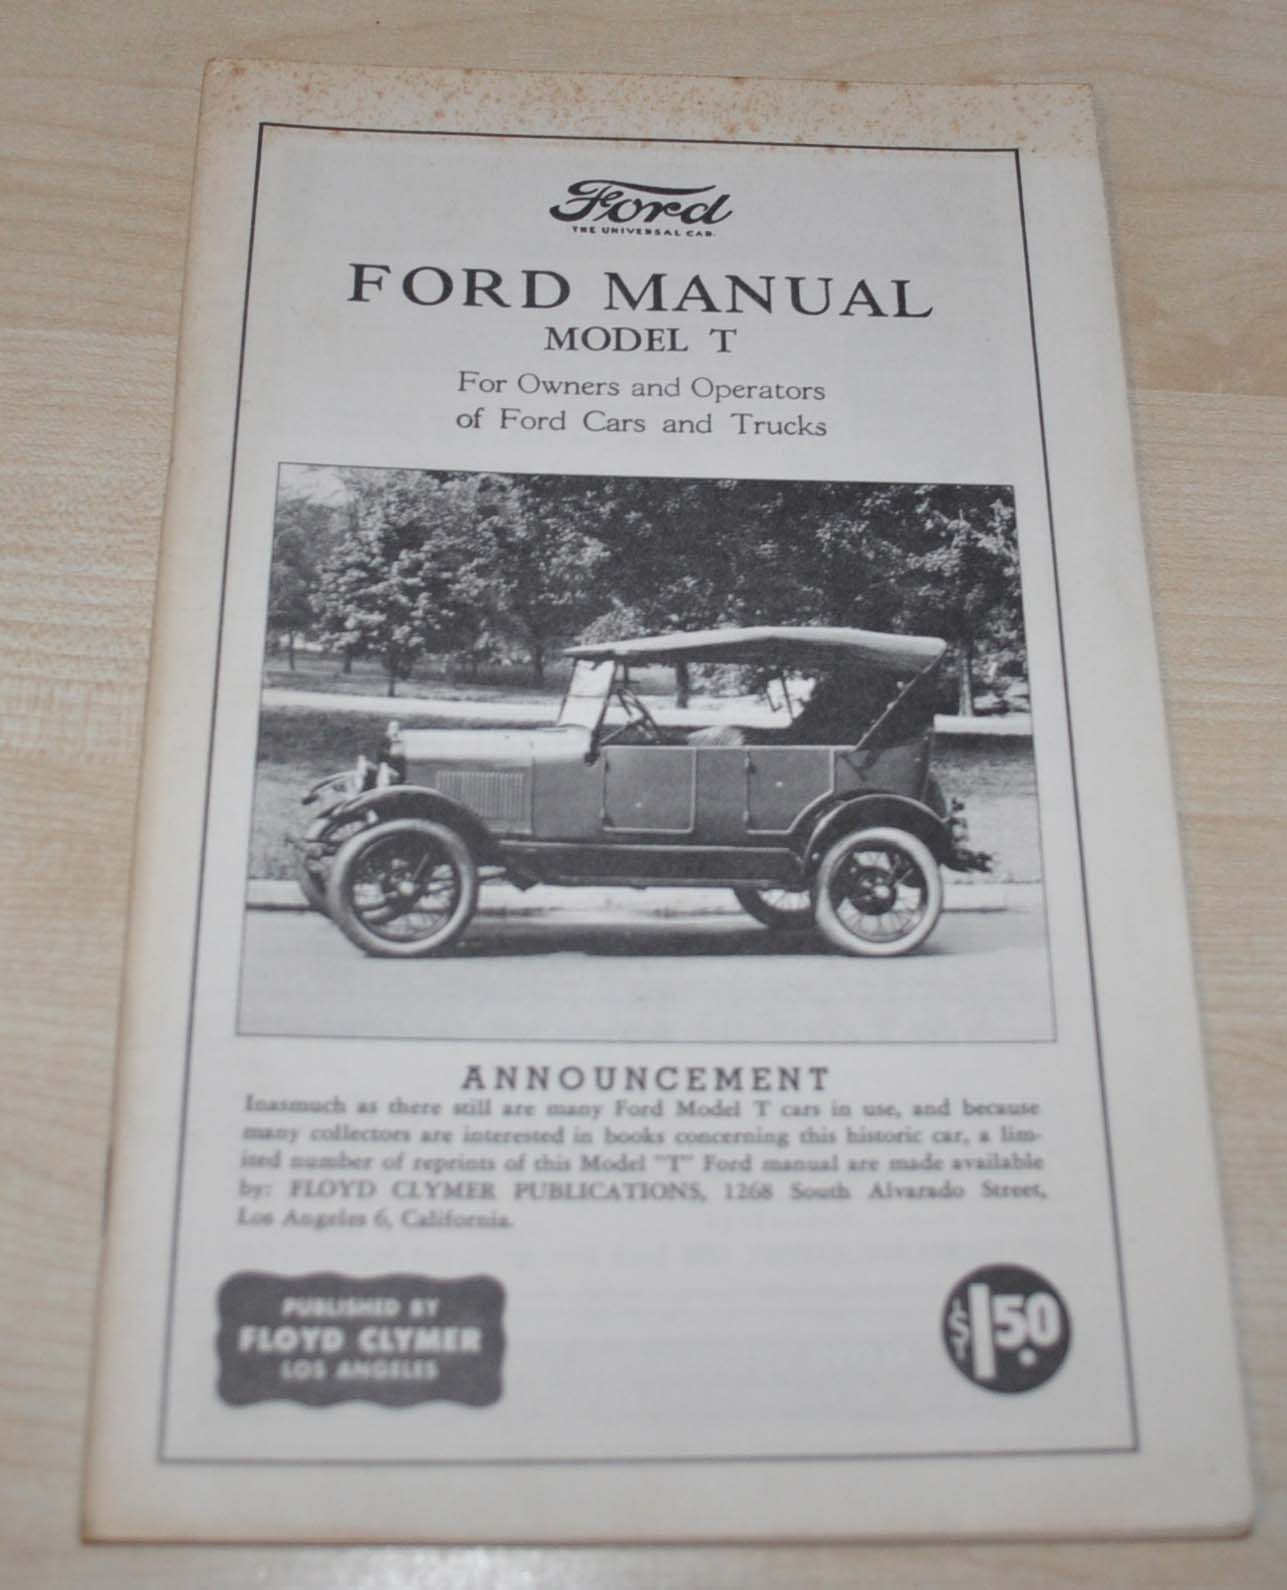 Ford
THE UNIVERSAL CAR.
FORD MANUAL
MODEL T
For Owners and Operators
of Ford Cars and Trucks
ANNOUNCEMENT
Inasmuch as there still are many Ford Model T cars in use, and because
many collectors are interested in books concerning this historic car, a lim-
ited number of reprints of this Model "T" Ford manual are made available
by: FLOYD CLYMER PUBLICATIONS, 1268 South Alvarado Street,
Los Angeles 6, California.
PUBLISHED BY
FLOYD CLYMER
LOS ANGELES
$1.50